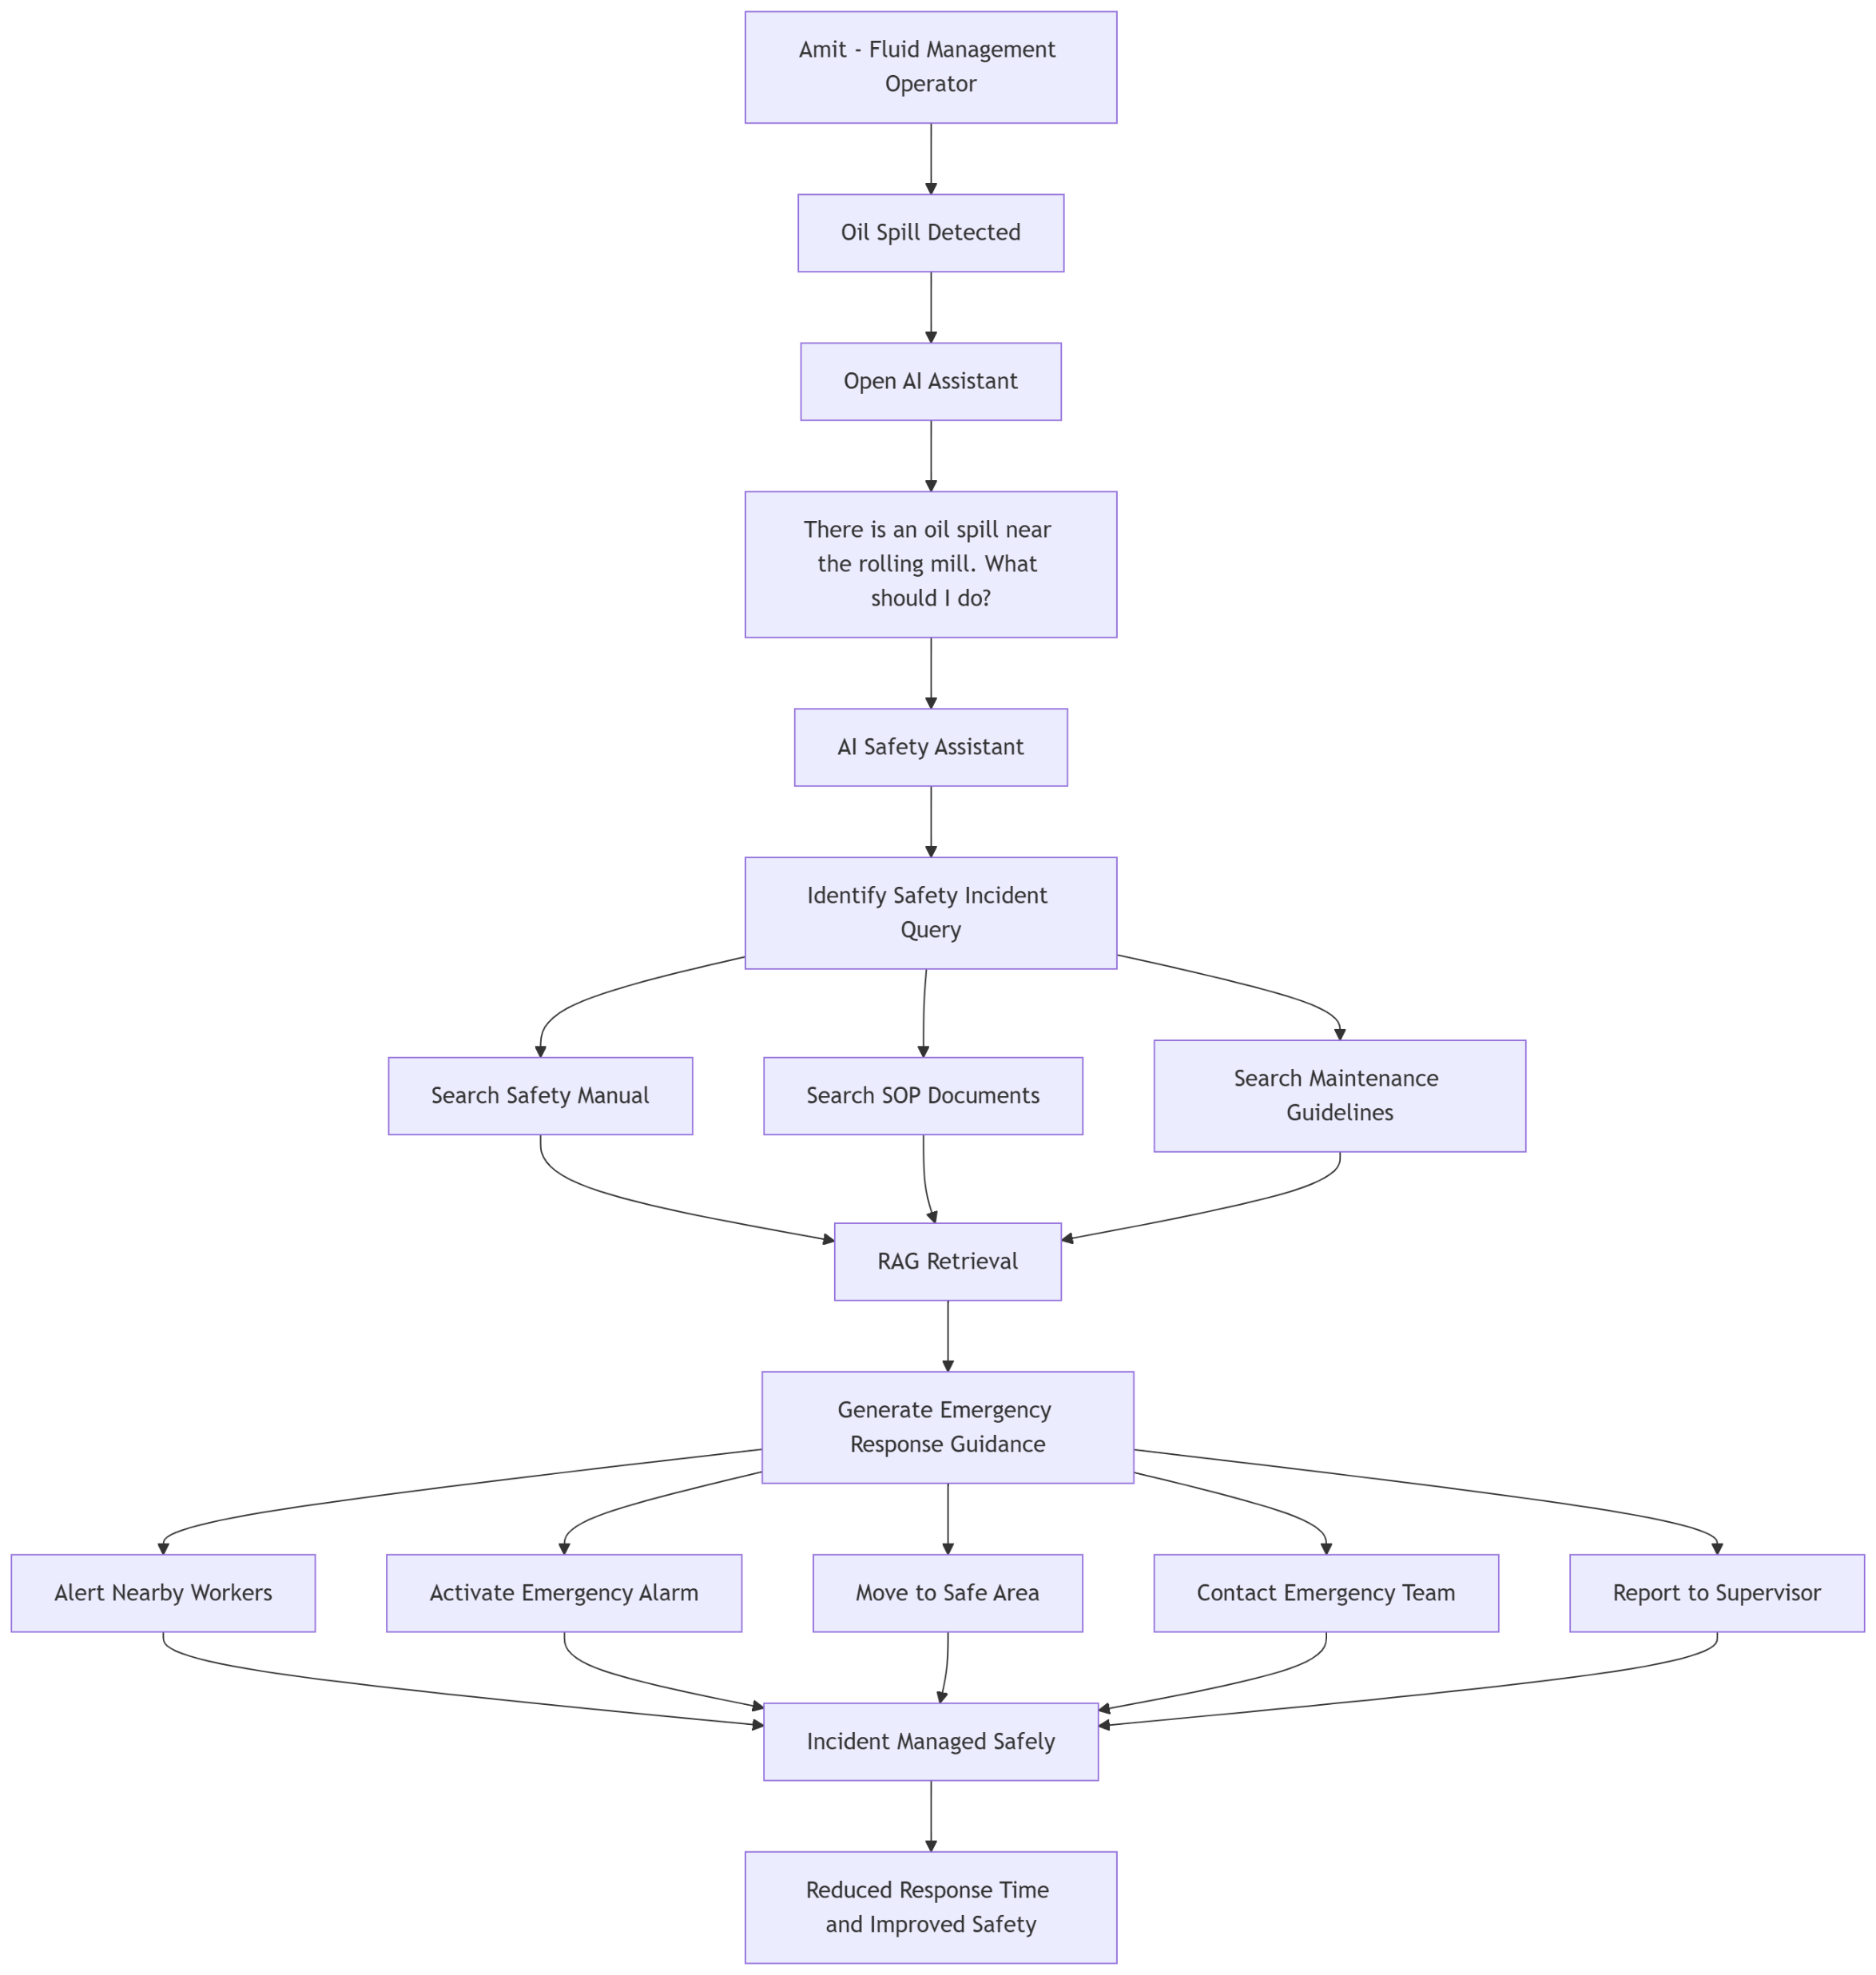 Amit - Fluid Management
Operator
Oil Spill Detected
Open AI Assistant
There is an oil spill near
the rolling mill. What
should I do?
AI Safety Assistant
Identify Safety Incident
Query
Search Safety Manual
Search SOP Documents
Search Maintenance
Guidelines
RAG Retrieval
Generate Emergency
Response Guidance
Alert Nearby Workers
Activate Emergency Alarm
Move to Safe Area
Contact Emergency Team
Report to Supervisor
Incident Managed Safely
Reduced Response Time
and Improved Safety